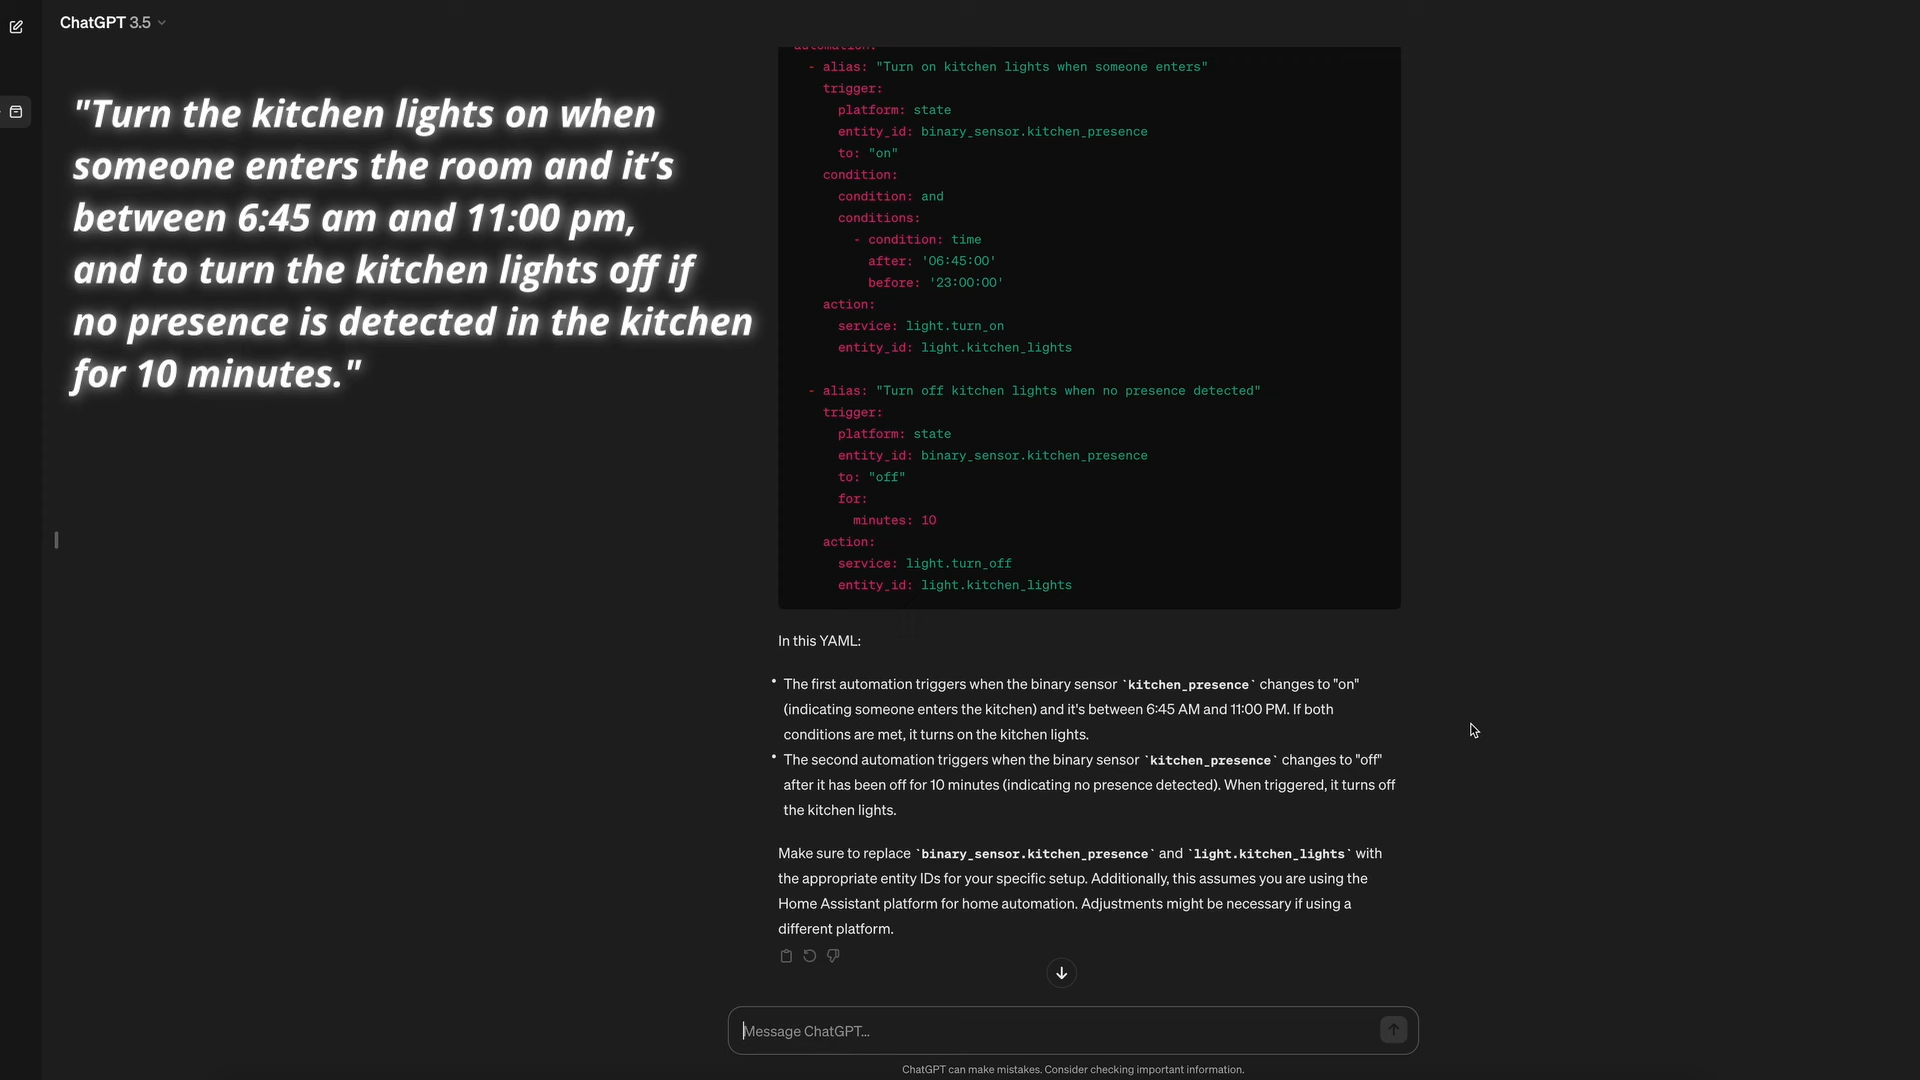 ChatGPT 3.5
"Turn the kitchen lights on when
someone enters the room and it's
between 6:45 am and 11:00 pm,
and to turn the kitchen lights off if
no presence is detected in the kitchen
for 10 minutes."
automation:
- alias: "Turn on kitchen lights when someone enters"
trigger:
platform: state
entity_id: binary_sensor.kitchen_presence
to: "on"
condition:
condition: and
conditions:
- condition: time
after: '06:45:00'
before: '23:00:00'
action:
service: light.turn_on
entity_id: light.kitchen_lights
- alias: "Turn off kitchen lights when no presence detected"
trigger:
platform: state
entity_id: binary_sensor.kitchen_presence
to: "off"
for:
minutes: 10
action:
service: light.turn_off
entity_id: light.kitchen_lights
In this YAML:
• The first automation triggers when the binary sensor `kitchen_presence` changes to "on"
(indicating someone enters the kitchen) and it's between 6:45 AM and 11:00 PM. If both
conditions are met, it turns on the kitchen lights.
• The second automation triggers when the binary sensor `kitchen_presence` changes to "off"
after it has been off for 10 minutes (indicating no presence detected). When triggered, it turns off
the kitchen lights.
Make sure to replace `binary_sensor.kitchen_presence` and `light.kitchen_lights` with
the appropriate entity IDs for your specific setup. Additionally, this assumes you are using the
Home Assistant platform for home automation. Adjustments might be necessary if using a
different platform.
Message ChatGPT...
ChatGPT can make mistakes. Consider checking important information.